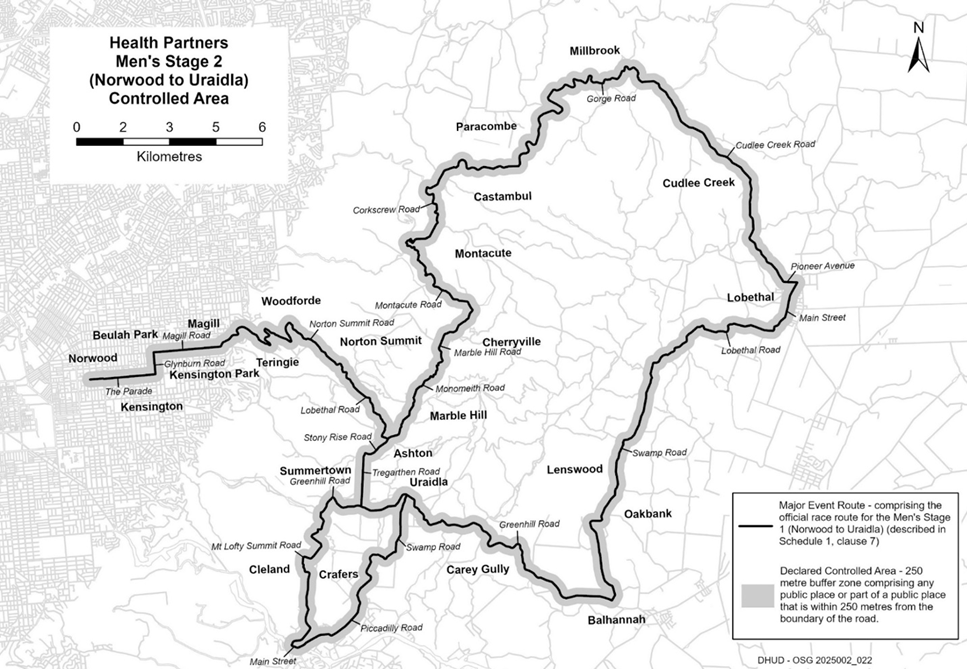 Health Partners
Men's Stage 2
(Norwood to Uraidla)
Controlled Area
0 2 3 5 6
Kilometres
N
Millbrook
Gorge Road
Paracombe
Cudlee Creek Road
Cudlee Creek
Castambul
Corkscrew Road
Montacute
Pioneer Avenue
Lobethal
Montacute Road
Woodforde
Main Street
Magill
Norton Summit Road
Beulah Park
Magill Road
Norton Summit
Cherryville
Lobethal Road
Marble Hill Road
Norwood
Glynburn Road
Teringie
Kensington Park
The Parade
Monomeith Road
Kensington
Lobethal Road
Marble Hill
Stony Rise Road
Ashton
Swamp Road
Summertown
Tregarthen Road
Lenswood
Greenhill Road
Uraidla
Oakbank
Greenhill Road
Mt Lofty Summit Road
Swamp Road
Cleland
Crafers
Carey Gully
Balhannah
Piccadilly Road
Main Street
Major Event Route - comprising the
official race route for the Men's Stage
1 (Norwood to Uraidla) (described in
Schedule 1, clause 7)
Declared Controlled Area - 250
metre buffer zone comprising any
public place or part of a public place
that is within 250 metres from the
boundary of the road.
DHUD - OSG 2025002_022